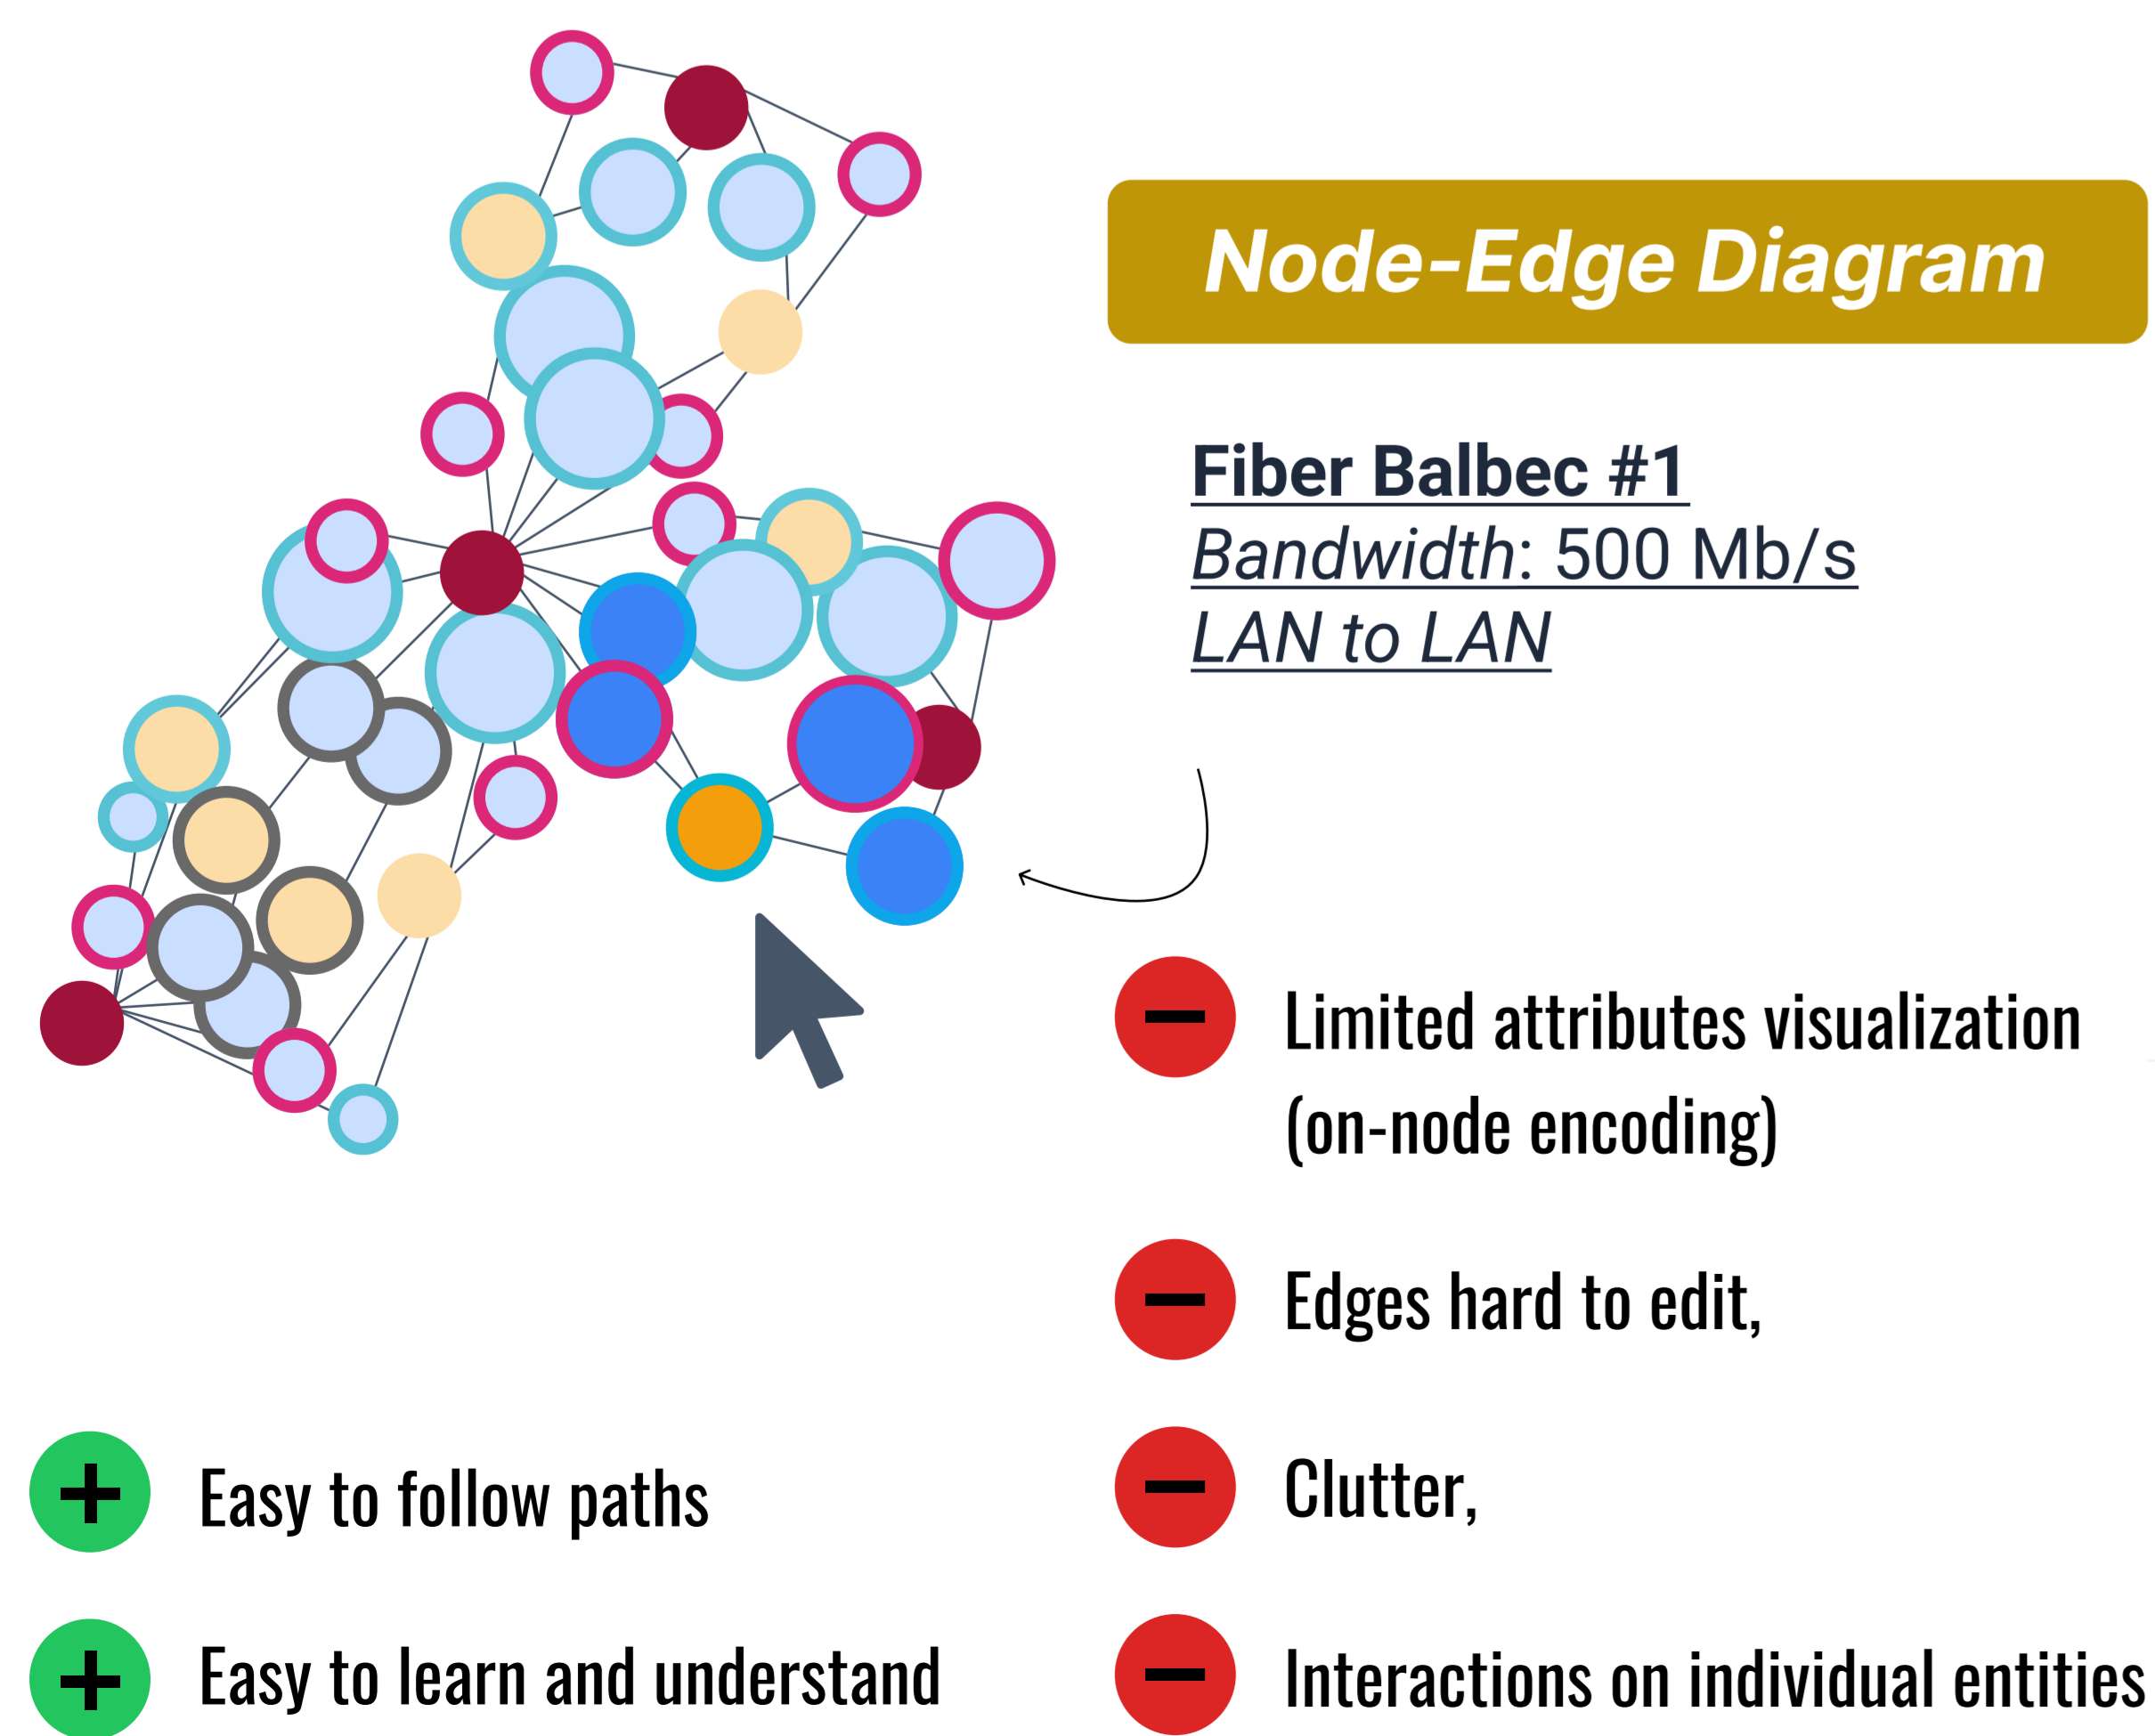 Node-Edge Diagram
Fiber Balbec #1
Bandwidth: 500 Mb/s
LAN to LAN
Limited attributes visualization
(on-node encoding)
Edges hard to edit,
Clutter,
Interactions on individual entities
Easy to follow paths
Easy to learn and understand